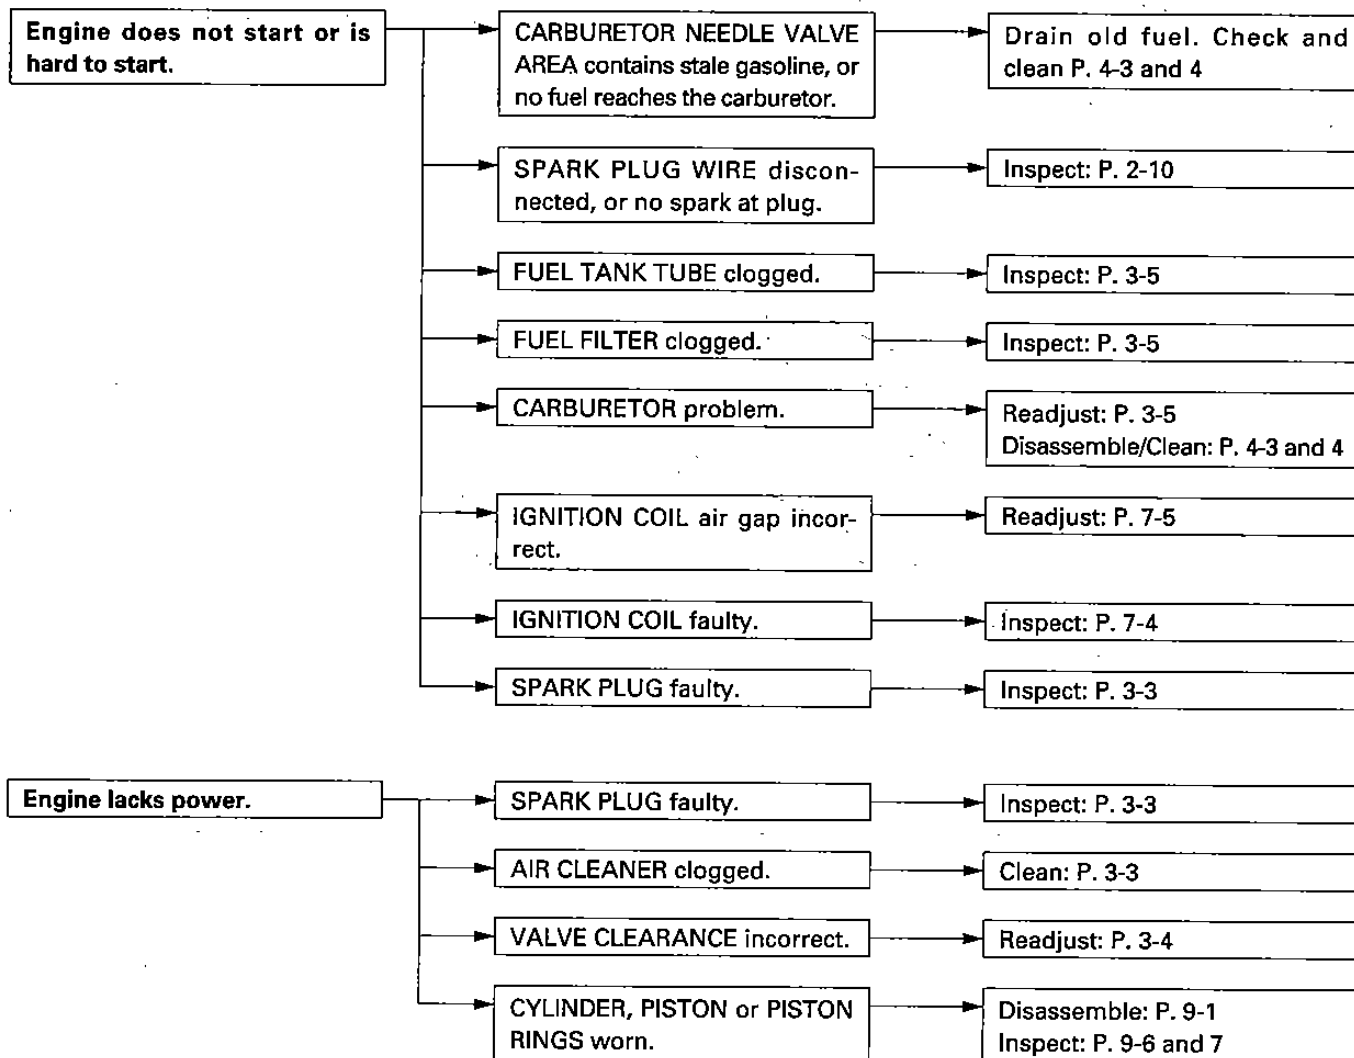 Engine does not start or is
hard to start.
CARBURETOR NEEDLE VALVE
AREA contains stale gasoline, or
no fuel reaches the carburetor.
Drain old fuel. Check and
clean P. 4-3 and 4
SPARK PLUG WIRE discon-
nected, or no spark at plug.
Inspect: P. 2-10
FUEL TANK TUBE clogged.
Inspect: P. 3-5
FUEL FILTER clogged.
Inspect: P. 3-5
CARBURETOR problem.
Readjust: P. 3-5
Disassemble/Clean: P. 4-3 and 4
IGNITION COIL air gap incor-
rect.
Readjust: P. 7-5
IGNITION COIL faulty.
Inspect: P. 7-4
SPARK PLUG faulty.
Inspect: P. 3-3
Engine lacks power.
SPARK PLUG faulty.
Inspect: P. 3-3
AIR CLEANER clogged.
Clean: P. 3-3
VALVE CLEARANCE incorrect.
Readjust: P. 3-4
CYLINDER, PISTON or PISTON
RINGS worn.
Disassemble: P. 9-1
Inspect: P. 9-6 and 7